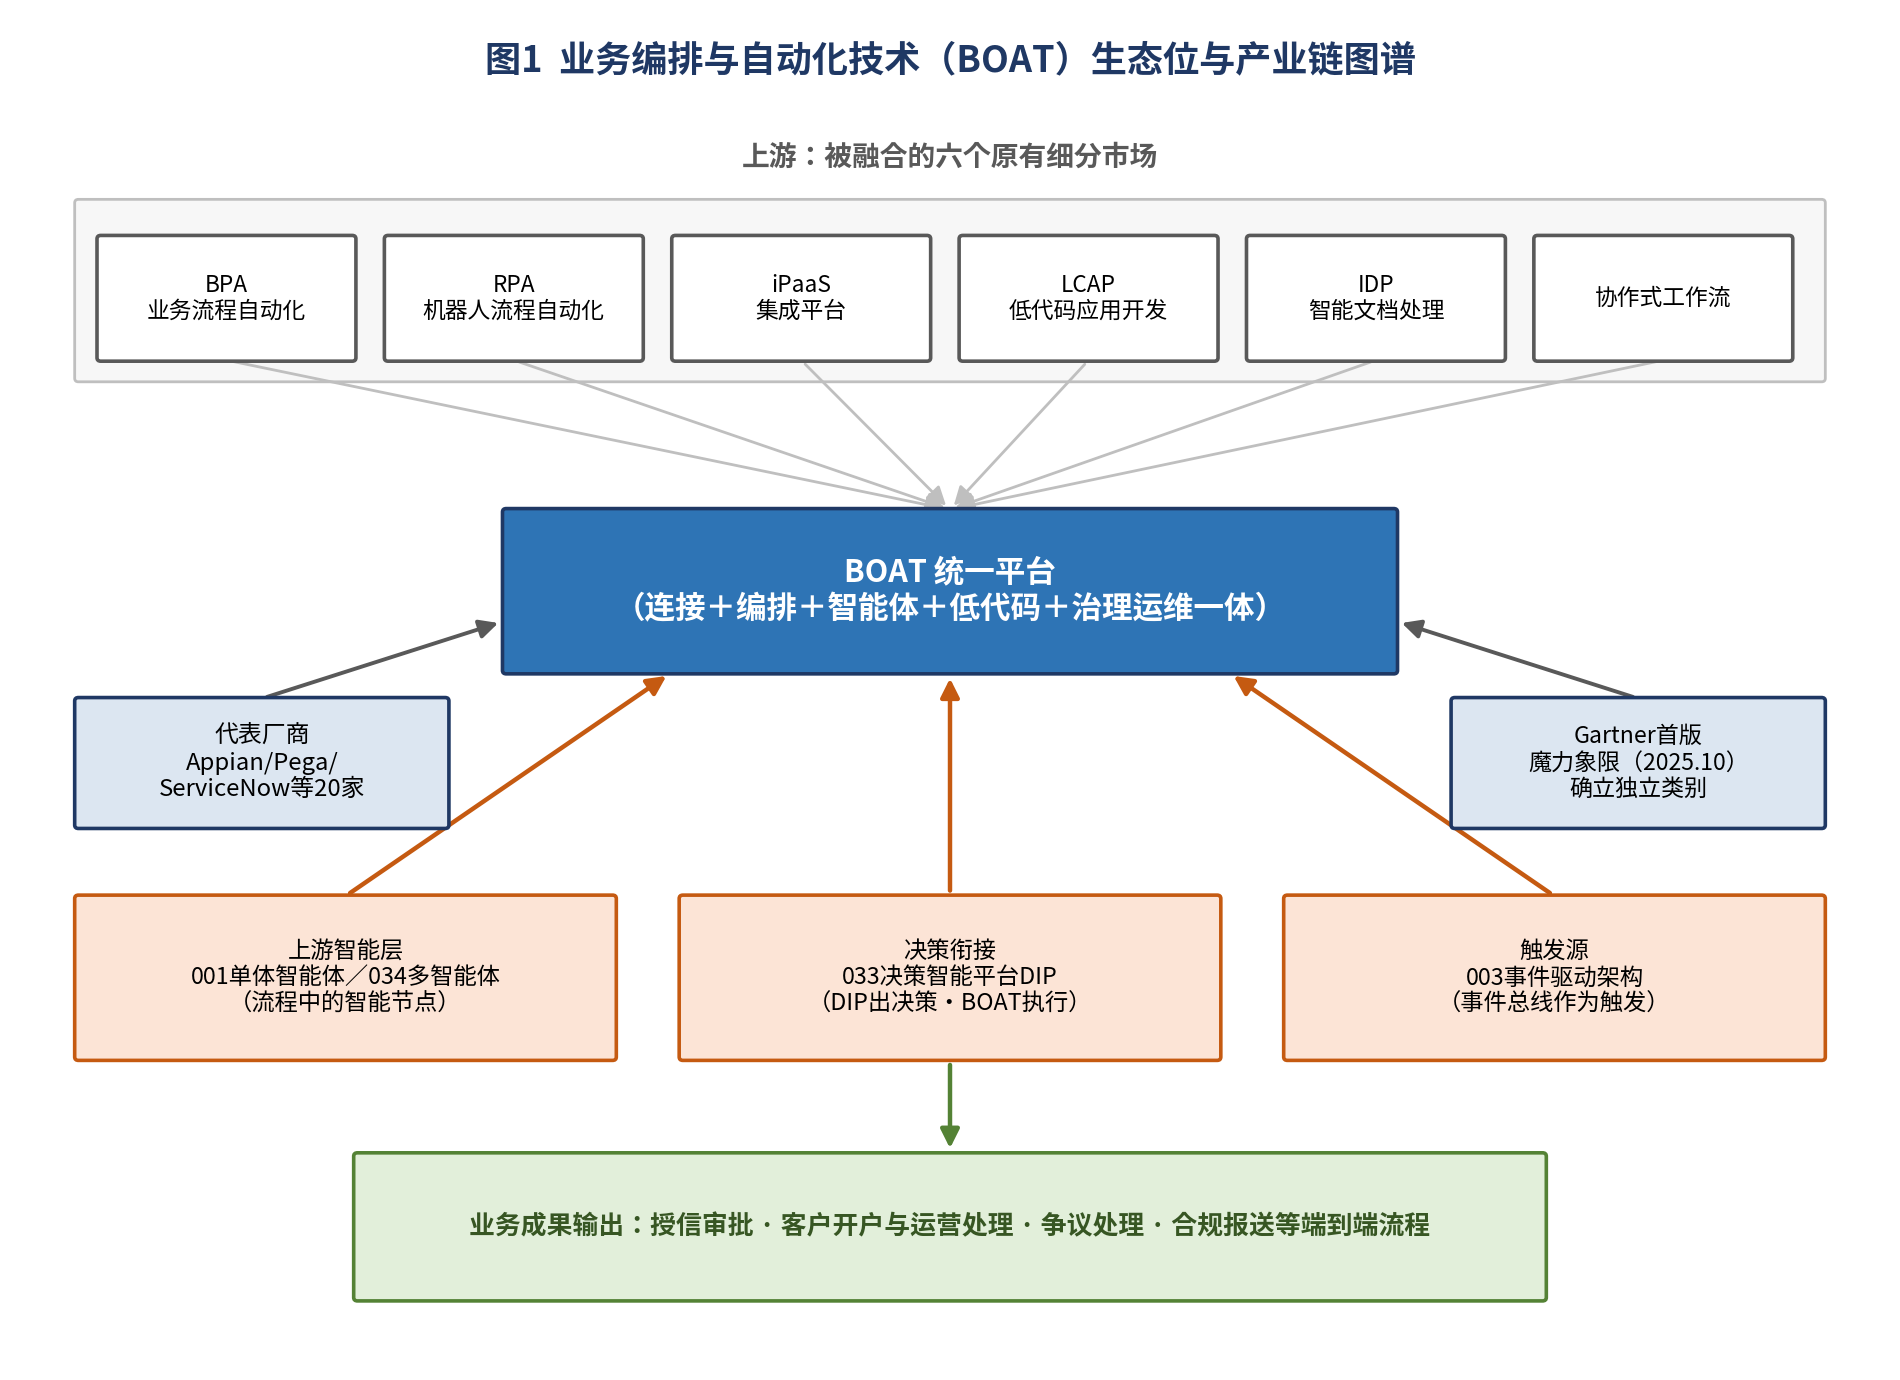 图1 业务编排与自动化技术（BOAT）生态位与产业链图谱
上游：被融合的六个原有细分市场
BPA
业务流程自动化
RPA
机器人流程自动化
iPaaS
集成平台
LCAP
低代码应用开发
IDP
智能文档处理
协作式工作流
BOAT 统一平台
（连接＋编排＋智能体＋低代码＋治理运维一体）
代表厂商
Appian/Pega/
ServiceNow等20家
Gartner首版
魔力象限（2025.10）
确立独立类别
上游智能层
001单体智能体／034多智能体
（流程中的智能节点）
决策衔接
033决策智能平台DIP
（DIP出决策・BOAT执行）
触发源
003事件驱动架构
（事件总线作为触发）
业务成果输出：授信审批 · 客户开户与运营处理 · 争议处理 · 合规报送等端到端流程